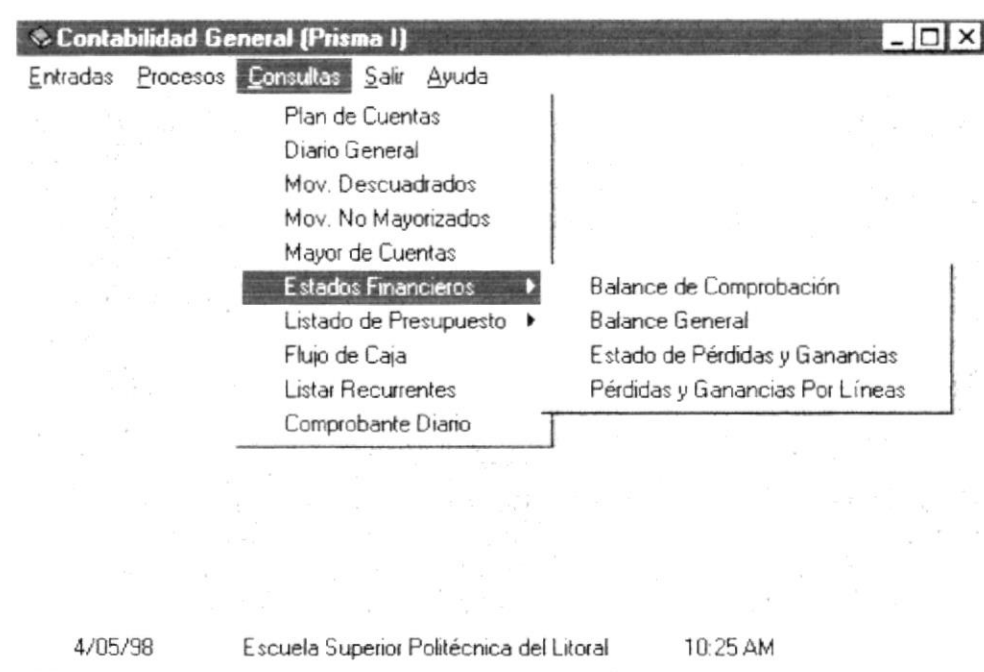 Contabilidad General (Prisma I)
Entradas Procesos Consultas Salir Ayuda
Plan de Cuentas
Diario General
Mov. Descuadrados
Mov. No Mayorizados
Mayor de Cuentas
Estados Financieros
Listado de Presupuesto
Flujo de Caja
Listar Recurrentes
Comprobante Diario
Balance de Comprobación
Balance General
Estado de Pérdidas y Ganancias
Pérdidas y Ganancias Por Líneas
4/05/98 Escuela Superior Politécnica del Litoral 10:25 AM